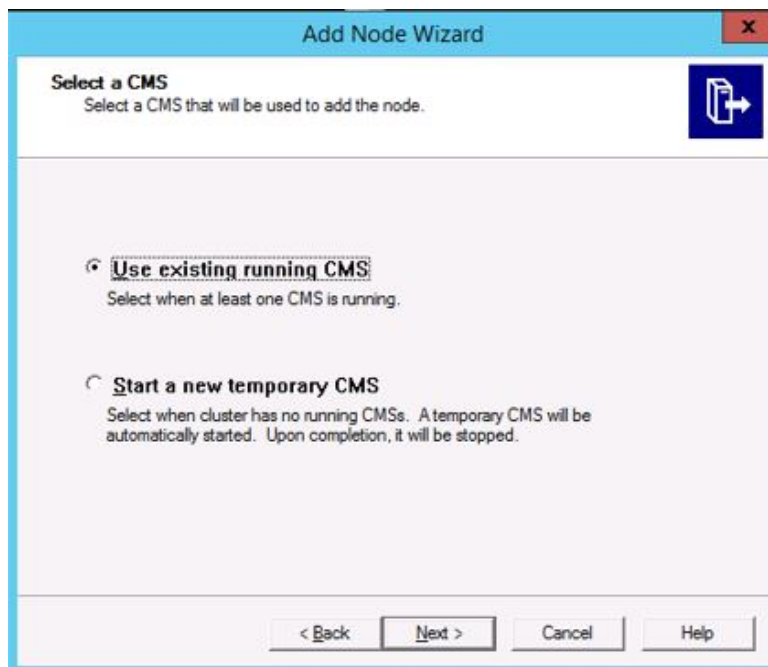 Add Node Wizard
x
Select a CMS
Select a CMS that will be used to add the node.
Use existing running CMS
Select when at least one CMS is running.
Start a new temporary CMS
Select when cluster has no running CMSs. A temporary CMS will be
automatically started. Upon completion, it will be stopped.
< Back Next > Cancel Help